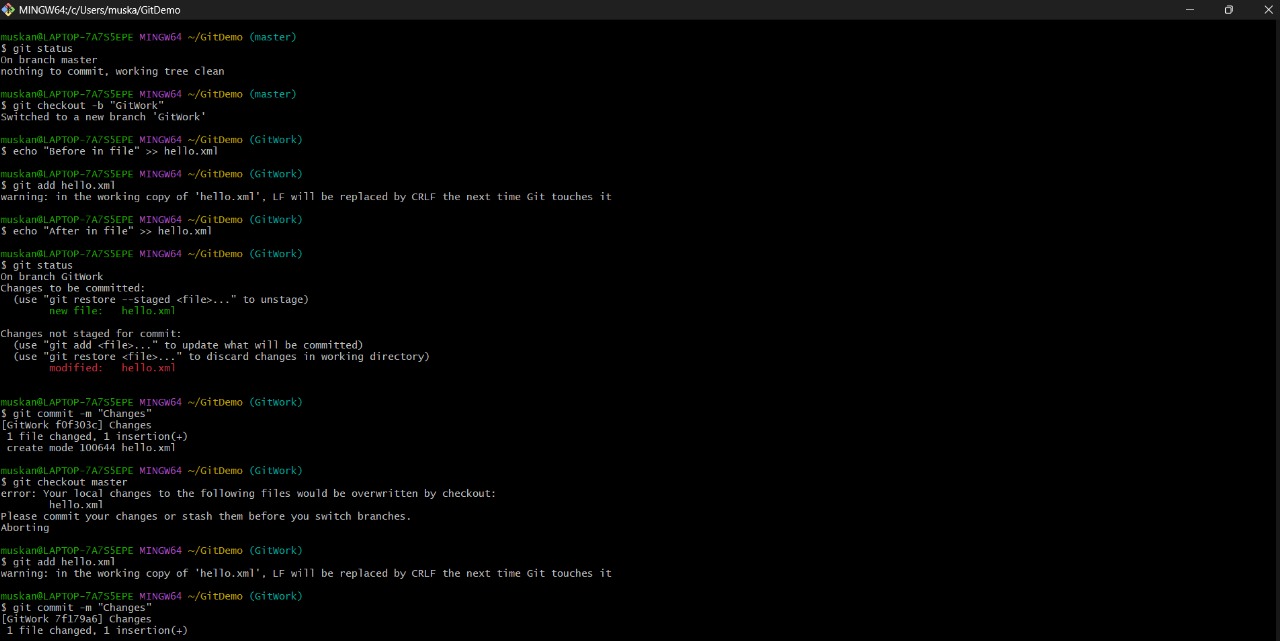 MINGW64:/c/Users/muska/GitDemo
muskan@LAPTOP-7A7S5EPE MINGW64 ~/GitDemo (master)
$ git status
On branch master
nothing to commit, working tree clean
muskan@LAPTOP-7A7S5EPE MINGW64 ~/GitDemo (master)
$ git checkout -b "GitWork"
Switched to a new branch 'GitWork'
muskan@LAPTOP-7A7S5EPE MINGW64 ~/GitDemo (GitWork)
$ echo "Before in file" >> hello.xml
muskan@LAPTOP-7A7S5EPE MINGW64 ~/GitDemo (GitWork)
$ git add hello.xml
warning: in the working copy of 'hello.xml', LF will be replaced by CRLF the next time Git touches it
muskan@LAPTOP-7A7S5EPE MINGW64 ~/GitDemo (GitWork)
$ echo "After in file" >> hello.xml
muskan@LAPTOP-7A7S5EPE MINGW64 ~/GitDemo (GitWork)
$ git status
On branch GitWork
Changes to be committed:
  (use "git restore --staged <file>..." to unstage)
        new file:   hello.xml
Changes not staged for commit:
  (use "git add <file>..." to update what will be committed)
  (use "git restore <file>..." to discard changes in working directory)
        modified:   hello.xml
muskan@LAPTOP-7A7S5EPE MINGW64 ~/GitDemo (GitWork)
$ git commit -m "Changes"
[GitWork f0f303c] Changes
 1 file changed, 1 insertion(+)
 create mode 100644 hello.xml
muskan@LAPTOP-7A7S5EPE MINGW64 ~/GitDemo (GitWork)
$ git checkout master
error: Your local changes to the following files would be overwritten by checkout:
        hello.xml
Please commit your changes or stash them before you switch branches.
Aborting
muskan@LAPTOP-7A7S5EPE MINGW64 ~/GitDemo (GitWork)
$ git add hello.xml
warning: in the working copy of 'hello.xml', LF will be replaced by CRLF the next time Git touches it
muskan@LAPTOP-7A7S5EPE MINGW64 ~/GitDemo (GitWork)
$ git commit -m "Changes"
[GitWork 7f179a6] Changes
 1 file changed, 1 insertion(+)